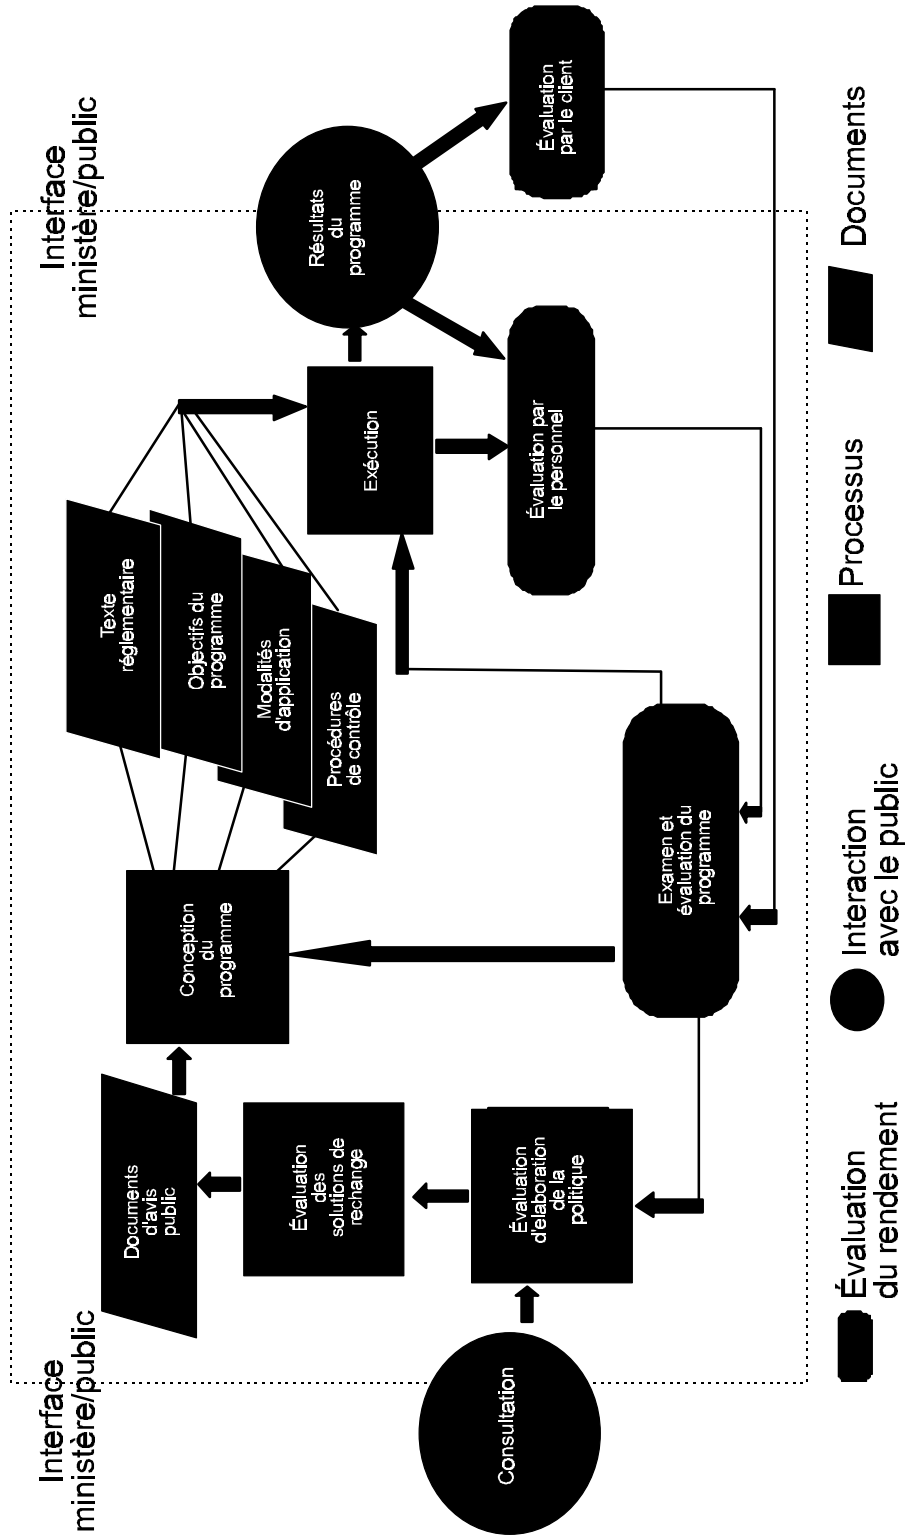 Interface
ministère/public
Interface
ministère/public
Documents
d'avis
public
Conception
du
programme
Texte
réglementaire
Objectifs du
programme
Modalités
d'application
Procédures
de contrôle
Évaluation
des
solutions de
rechange
Exécution
Résultats
du
programme
Consultation
Évaluation
d'elaboration
de la
politique
Évaluation par
le personnel
Évaluation
par le client
Examen et
évaluation du
programme
Évaluation
du rendement
Interaction
avec le public
Processus
Documents